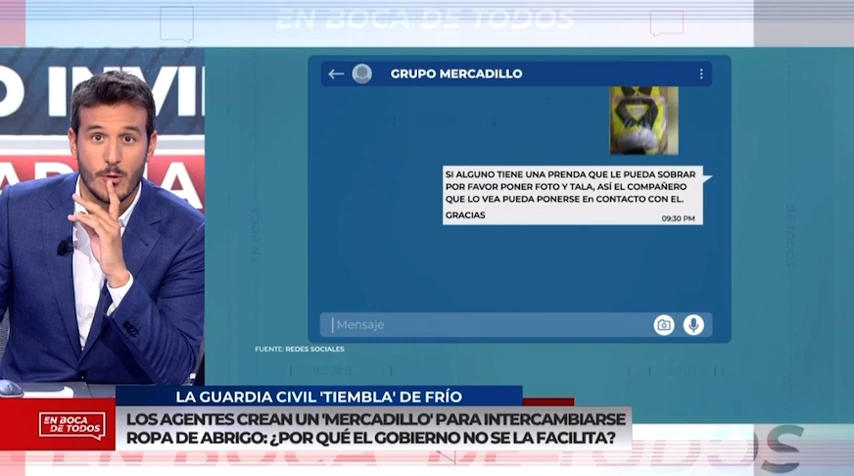 EN BOCA DE TODOS
O INVI
GRUPO MERCADILLO
SI ALGUNO TIENE UNA PRENDA QUE LE PUEDA SOBRAR
POR FAVOR PONER FOTO Y TALA, ASÍ EL COMPAÑERO
QUE LO VEA PUEDA PONERSE En CONTACTO CON EL.
GRACIAS
09:30 PM
Mensaje
FUENTE: REDES SOCIALES
LA GUARDIA CIVIL 'TIEMBLA' DE FRÍO
EN BOCA
DE TODOS
LOS AGENTES CREAN UN 'MERCADILLO' PARA INTERCAMBIARSE
ROPA DE ABRIGO: ¿POR QUÉ EL GOBIERNO NO SE LA FACILITA?